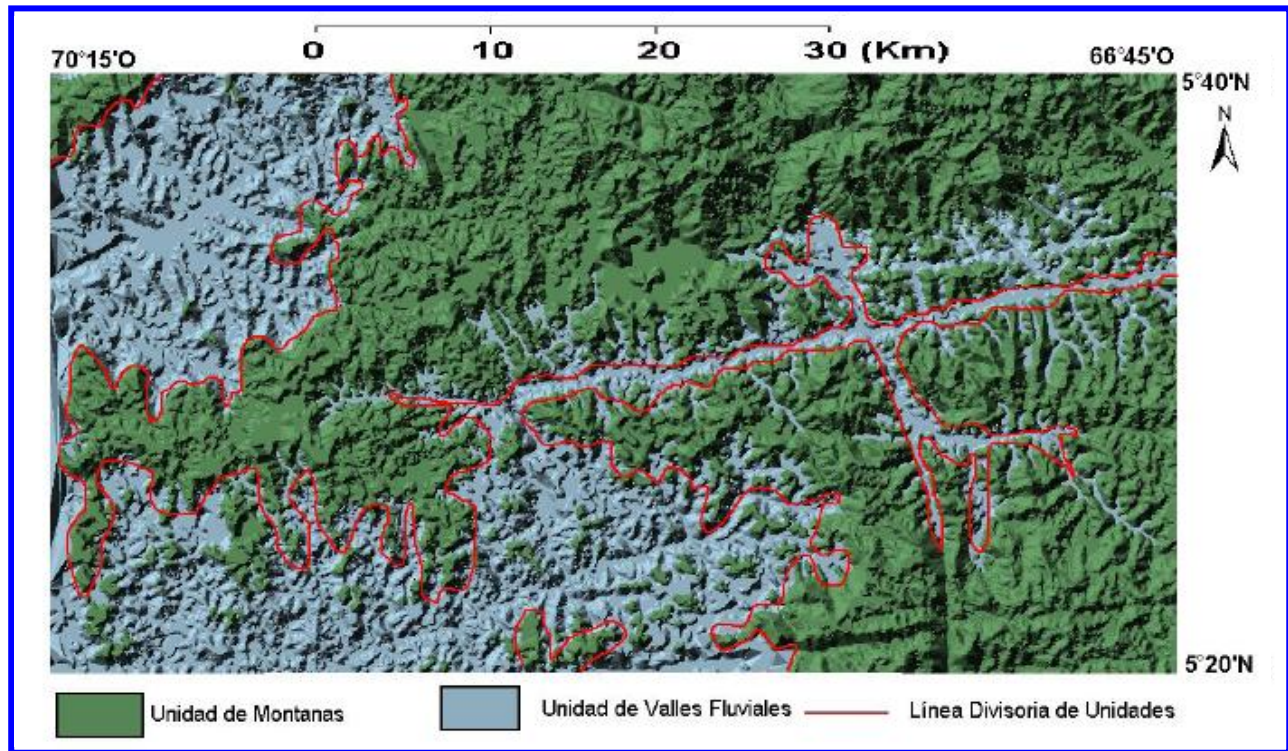 0 10 20 30 (Km)
70°15'O 66°45'O
5°40'N
N
5°20'N
Unidad de Montanas Unidad de Valles Fluviales Línea Divisoria de Unidades